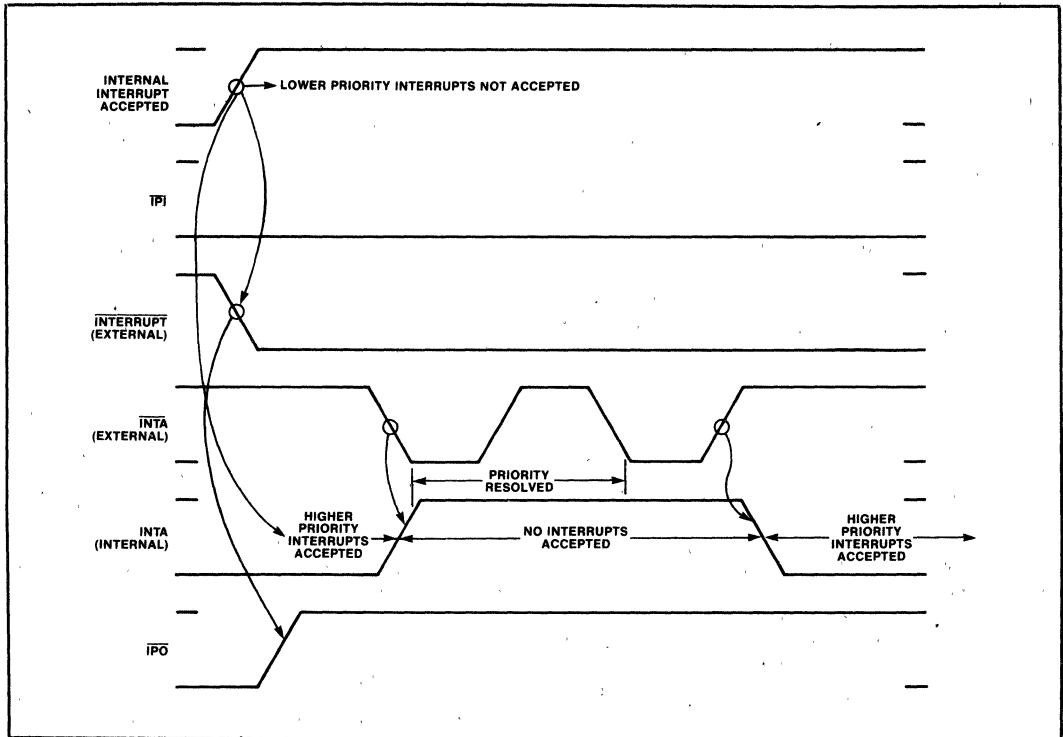 INTERNAL
INTERRUPT
ACCEPTED
LOWER PRIORITY INTERRUPTS NOT ACCEPTED
IPI
INTERRUPT
(EXTERNAL)
INTA
(EXTERNAL)
PRIORITY
RESOLVED
INTA
(INTERNAL)
HIGHER
PRIORITY
INTERRUPTS
ACCEPTED
NO INTERRUPTS
ACCEPTED
HIGHER
PRIORITY
INTERRUPTS
ACCEPTED
IPO